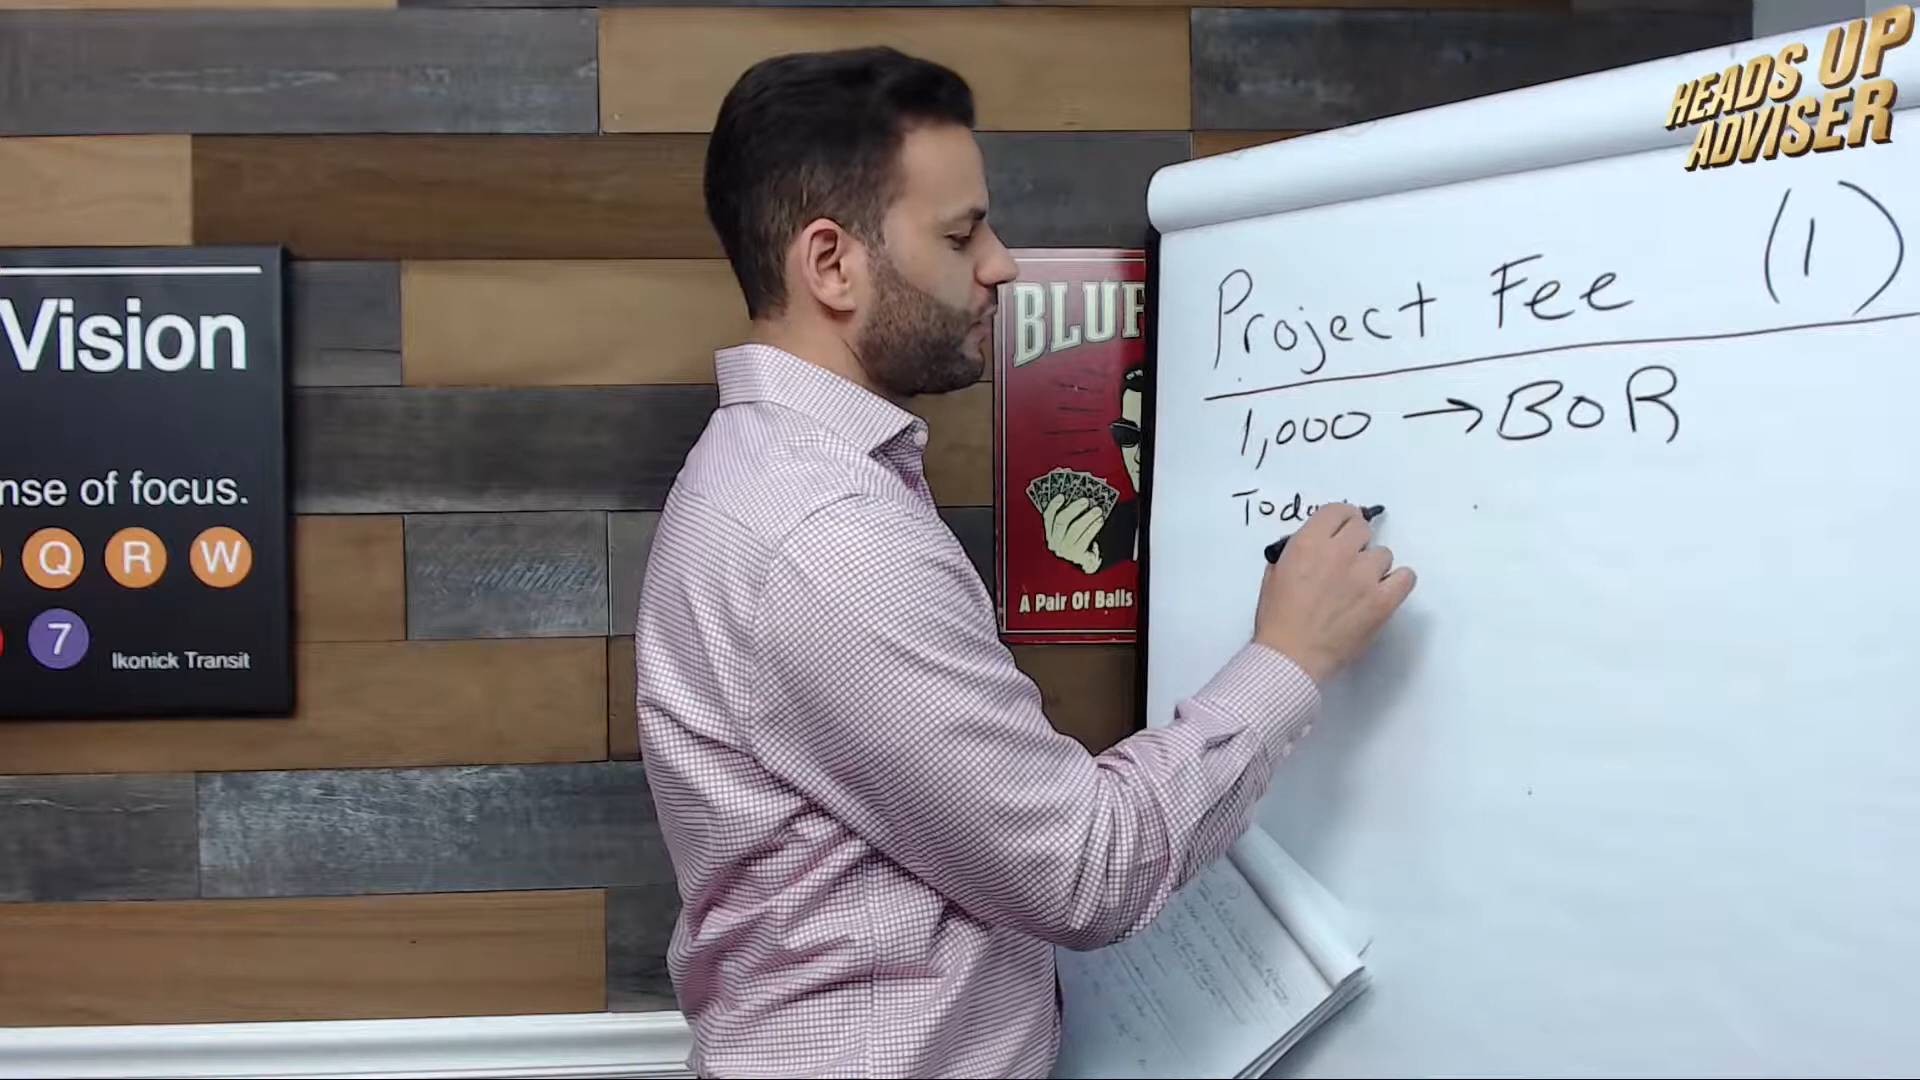 HEADS UP
ADVISER
Project Fee (1)
1,000 → BOR
Vision
nse of focus.
Q R W
7 Ikonick Transit
BLUF
A Pair Of Balls